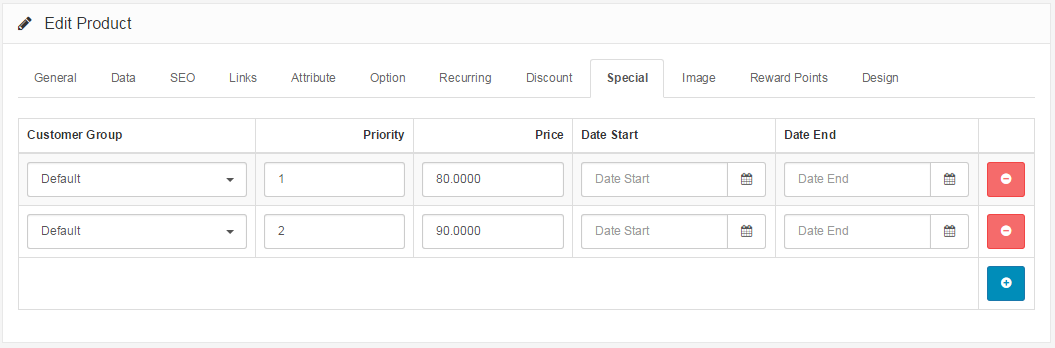 Edit Product
General Data SEO Links Attribute Option Recurring Discount Special Image Reward Points Design
Customer Group Priority Price Date Start Date End
Default 1 80.0000 Date Start Date End
Default 2 90.0000 Date Start Date End